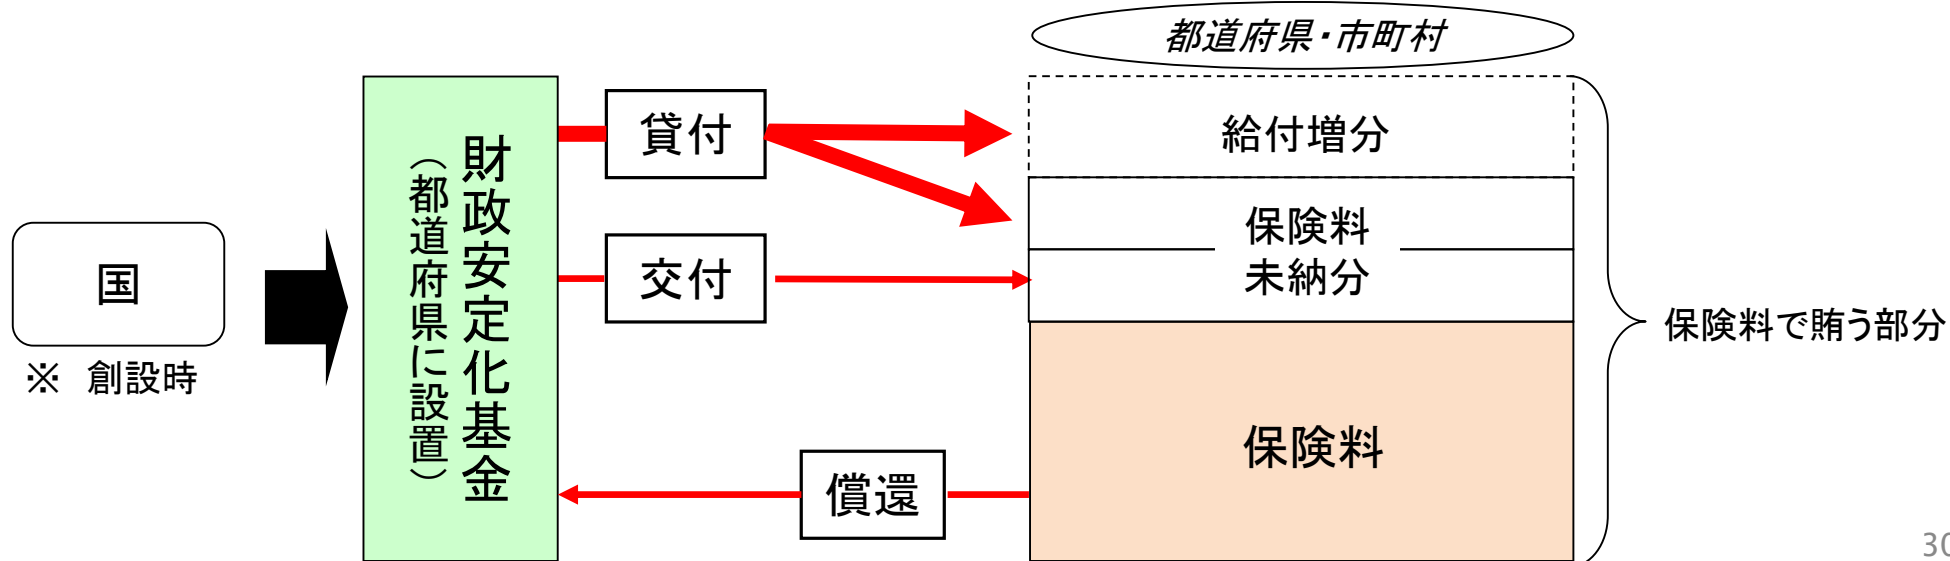 都道府県・市町村
国
※ 創設時
財政安定化基金
（都道府県に設置）
貸付
交付
償還
給付増分
保険料
未納分
保険料
保険料で賄う部分
30